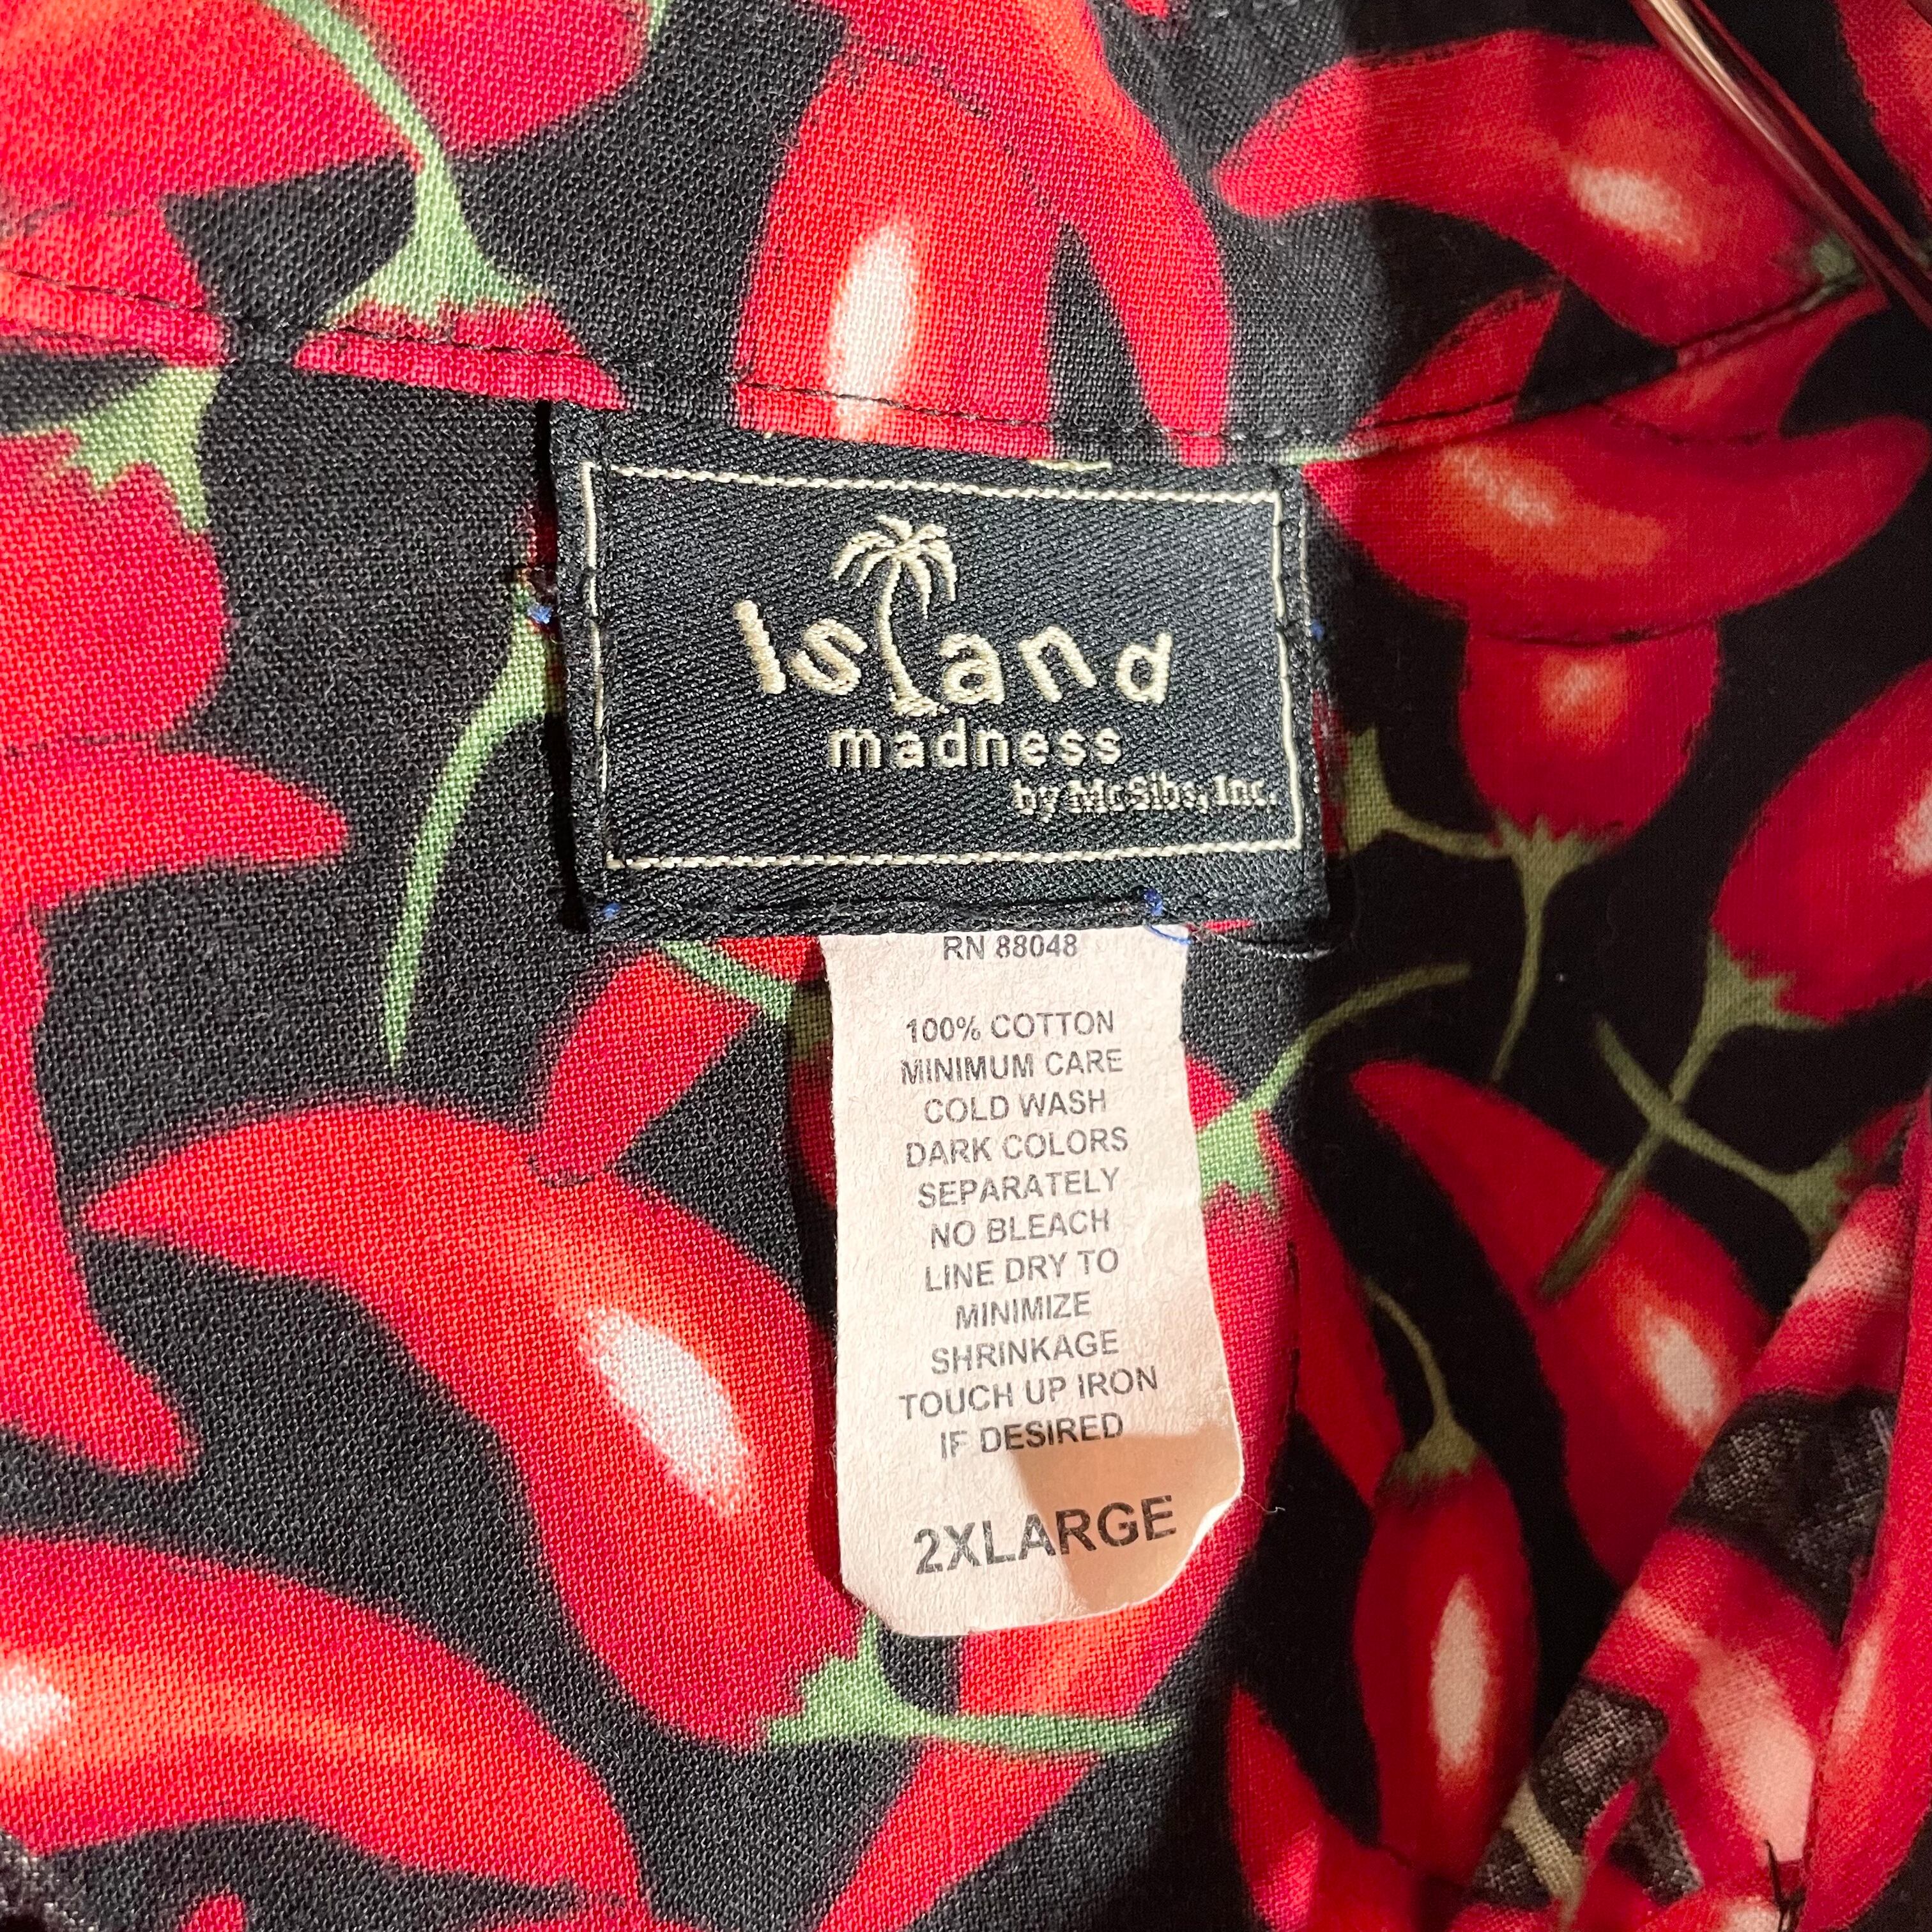 Island
madness
by McSibs, Inc.
RN 88048
100% COTTON
MINIMUM CARE
COLD WASH
DARK COLORS
SEPARATELY
NO BLEACH
LINE DRY TO
MINIMIZE
SHRINKAGE
TOUCH UP IRON
IF DESIRED
2XLARGE